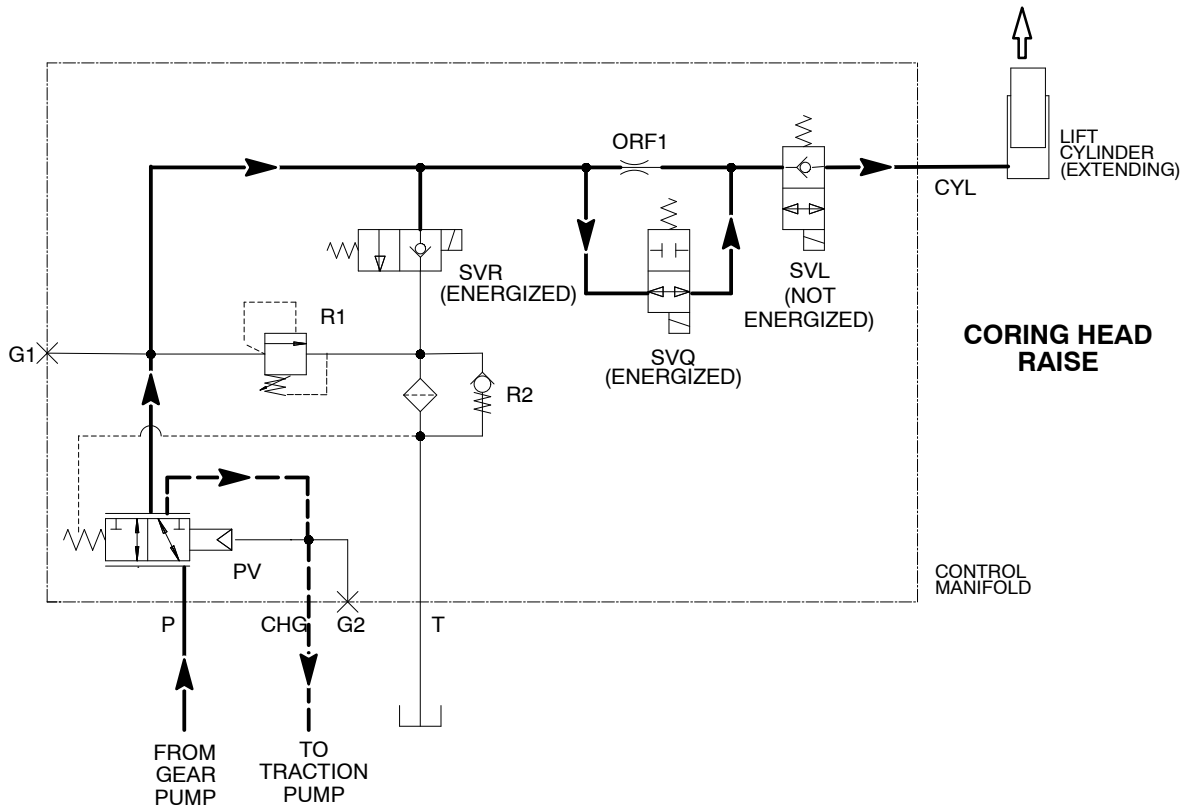 ORF1
LIFT
CYLINDER
(EXTENDING)
CYL
SVR
(ENERGIZED)
SVL
(NOT
ENERGIZED)
R1
G1
SVQ
(ENERGIZED)
CORING HEAD
RAISE
R2
PV
CONTROL
MANIFOLD
P
CHG
G2
T
FROM
GEAR
PUMP
TO
TRACTION
PUMP